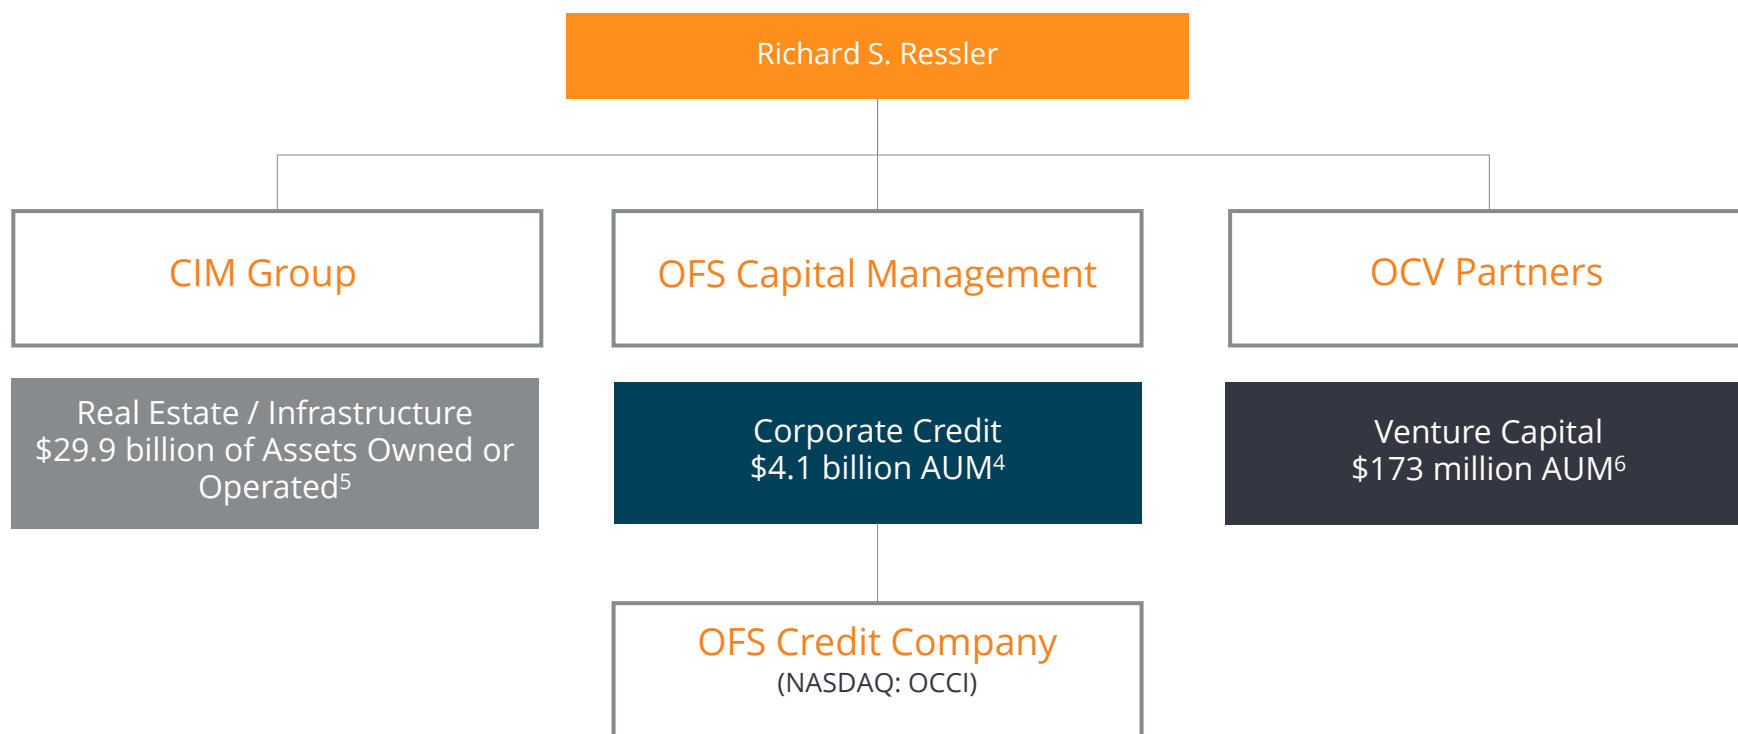 Richard S. Ressler
CIM Group
OFS Capital Management
OCV Partners
Real Estate / Infrastructure
$29.9 billion of Assets Owned or
Operated⁵
Corporate Credit
$4.1 billion AUM⁴
Venture Capital
$173 million AUM⁶
OFS Credit Company
(NASDAQ: OCCI)